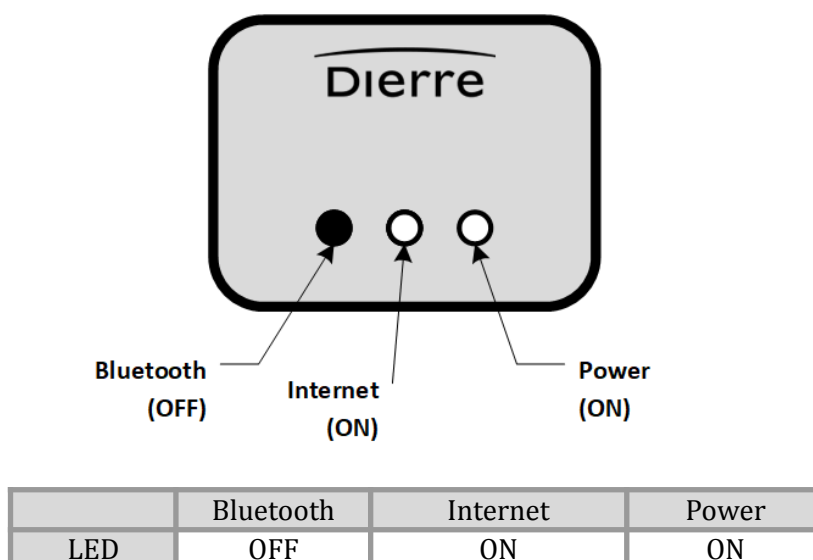 Dierre
Bluetooth
(OFF)
Internet
(ON)
Power
(ON)
Bluetooth Internet Power
LED OFF ON ON